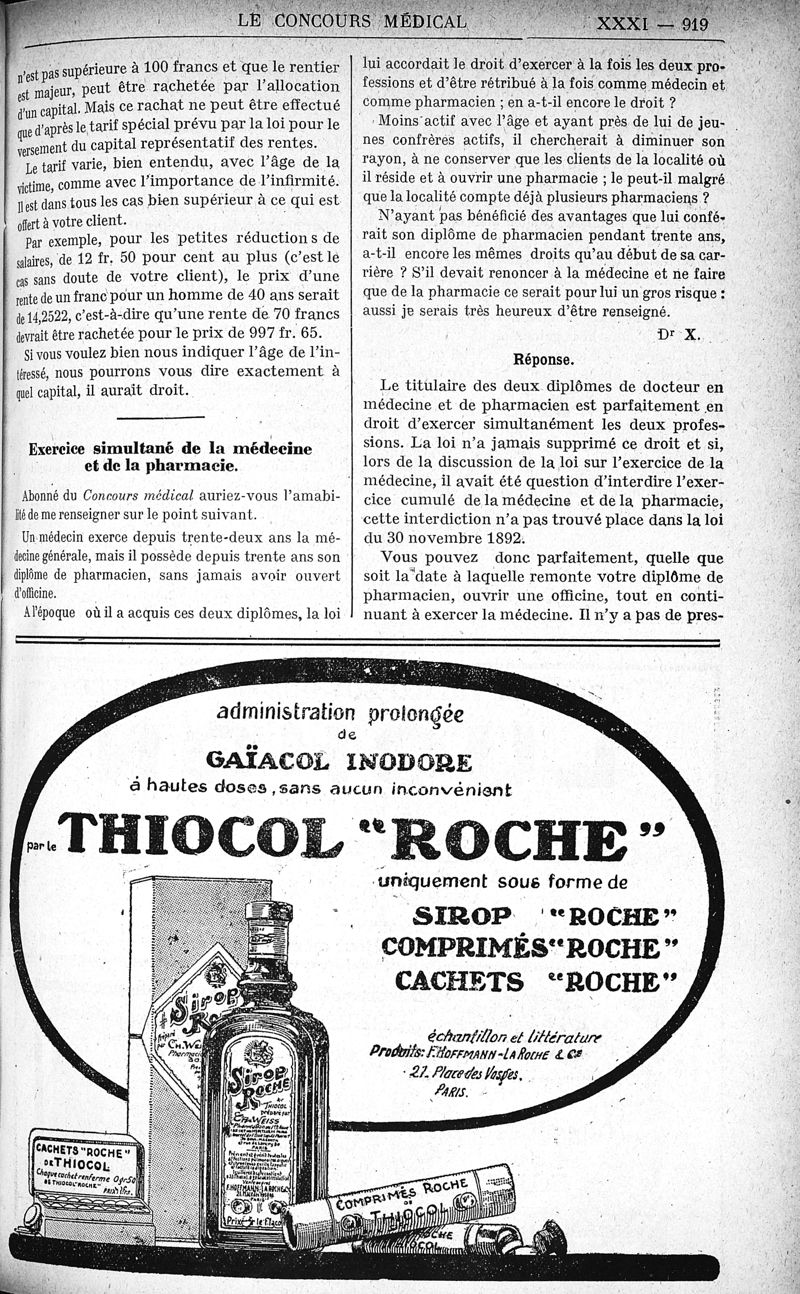 LE CONCOURS MÉDICAL XXXI — 919
n'est pas supérieure à 100 francs et que le rentier
est majeur, peut être rachetée par l'allocation
d'un capital. Mais ce rachat ne peut être effectué
que d'après le tarif spécial prévu par la loi pour le
versement du capital représentatif des rentes.
Le tarif varie, bien entendu, avec l'âge de la
victime, comme avec l'importance de l'infirmité.
Il est dans tous les cas bien supérieur à ce qui est
offert à votre client.
Par exemple, pour les petites réductions de
salaires, de 12 fr. 50 pour cent au plus (c'est le
cas sans doute de votre client), le prix d'une
rente de un franc pour un homme de 40 ans serait
de 14,2522, c'est-à-dire qu'une rente de 70 francs
devrait être rachetée pour le prix de 997 fr. 65.
Si vous voulez bien nous indiquer l'âge de l'in-
téressé, nous pourrons vous dire exactement à
quel capital, il aurait droit.
Exercice simultané de la médecine
et de la pharmacie.
Abonné du Concours médical auriez-vous l'amabi-
lité de me renseigner sur le point suivant.
Un médecin exerce depuis trente-deux ans la mé-
decine générale, mais il possède depuis trente ans son
diplôme de pharmacien, sans jamais avoir ouvert
d'officine.
A l'époque où il a acquis ces deux diplômes, la loi
lui accordait le droit d'exercer à la fois les deux pro-
fessions et d'être rétribué à la fois comme médecin et
comme pharmacien ; en a-t-il encore le droit ?
Moins actif avec l'âge et ayant près de lui de jeu-
nes confrères actifs, il chercherait à diminuer son
rayon, à ne conserver que les clients de la localité où
il réside et à ouvrir une pharmacie ; le peut-il malgré
que la localité compte déjà plusieurs pharmaciens ?
N'ayant pas bénéficié des avantages que lui confé-
rait son diplôme de pharmacien pendant trente ans,
a-t-il encore les mêmes droits qu'au début de sa car-
rière ? S'il devait renoncer à la médecine et ne faire
que de la pharmacie ce serait pour lui un gros risque :
aussi je serais très heureux d'être renseigné.
Dr X.
Réponse.
Le titulaire des deux diplômes de docteur en
médecine et de pharmacien est parfaitement en
droit d'exercer simultanément les deux profes-
sions. La loi n'a jamais supprimé ce droit et si,
lors de la discussion de la loi sur l'exercice de la
médecine, il avait été question d'interdire l'exer-
cice cumulé de la médecine et de la pharmacie,
cette interdiction n'a pas trouvé place dans la loi
du 30 novembre 1892.
Vous pouvez donc parfaitement, quelle que
soit la date à laquelle remonte votre diplôme de
pharmacien, ouvrir une officine, tout en conti-
nuant à exercer la médecine. Il n'y a pas de pres-
administration prolongée
de
GAÏACOL INODORE
à hautes doses, sans aucun inconvénient
par le THIOCOL "ROCHE"
uniquement sous forme de
SIROP "ROCHE"
COMPRIMÉS "ROCHE"
CACHETS "ROCHE"
échantillon et littérature
Produits: F. HOFFMANN-LA ROCHE & Cie
21. Place des Vosges.
PARIS.
Sirop
Sirop
ROCHE
THIOCOL
préparé par
PARIS
F. HOFFMANN-LA ROCHE & Cie
PARIS
CACHETS "ROCHE"
DE THIOCOL
Chaque cachet renferme 0 gr. 50
DE THIOCOL "ROCHE"
COMPRIMÉS ROCHE
DE
THIOCOL
ROCHE